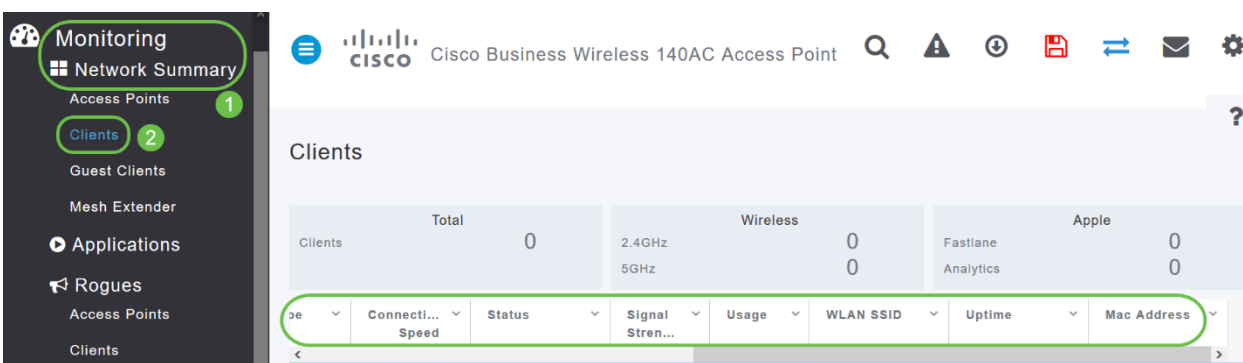 Monitoring
Network Summary
Access Points
1
Clients
2
Guest Clients
Mesh Extender
Applications
Rogues
Access Points
Clients
CISCO
Cisco Business Wireless 140AC Access Point
?
Clients
Total
Clients 0
Wireless
2.4GHz 0
5GHz 0
Apple
Fastlane 0
Analytics 0
Connecti... Speed
Status
Signal Stren...
Usage
WLAN SSID
Uptime
Mac Address